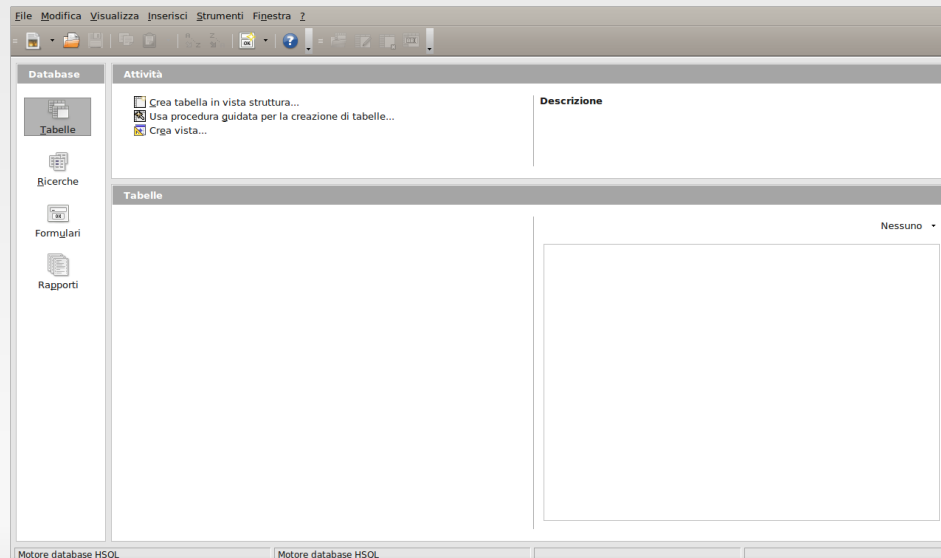 File Modifica Visualizza Inserisci Strumenti Finestra ?
Database
Attività
Tabelle
Ricerche
Formulari
Rapporti
Crea tabella in vista struttura...
Usa procedura guidata per la creazione di tabelle...
Crea vista...
Descrizione
Tabelle
Nessuno
Motore database HSQL
Motore database HSQL